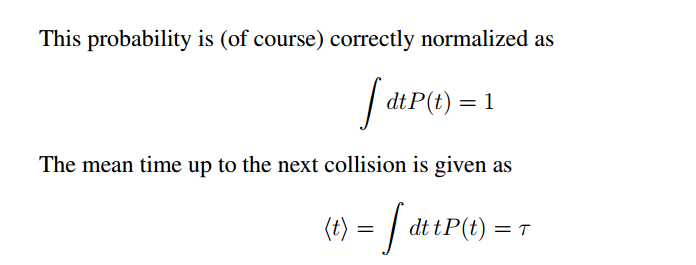 This probability is (of course) correctly normalized as
∫ dtP(t) = 1
The mean time up to the next collision is given as
⟨t⟩ = ∫ dt tP(t) = τ